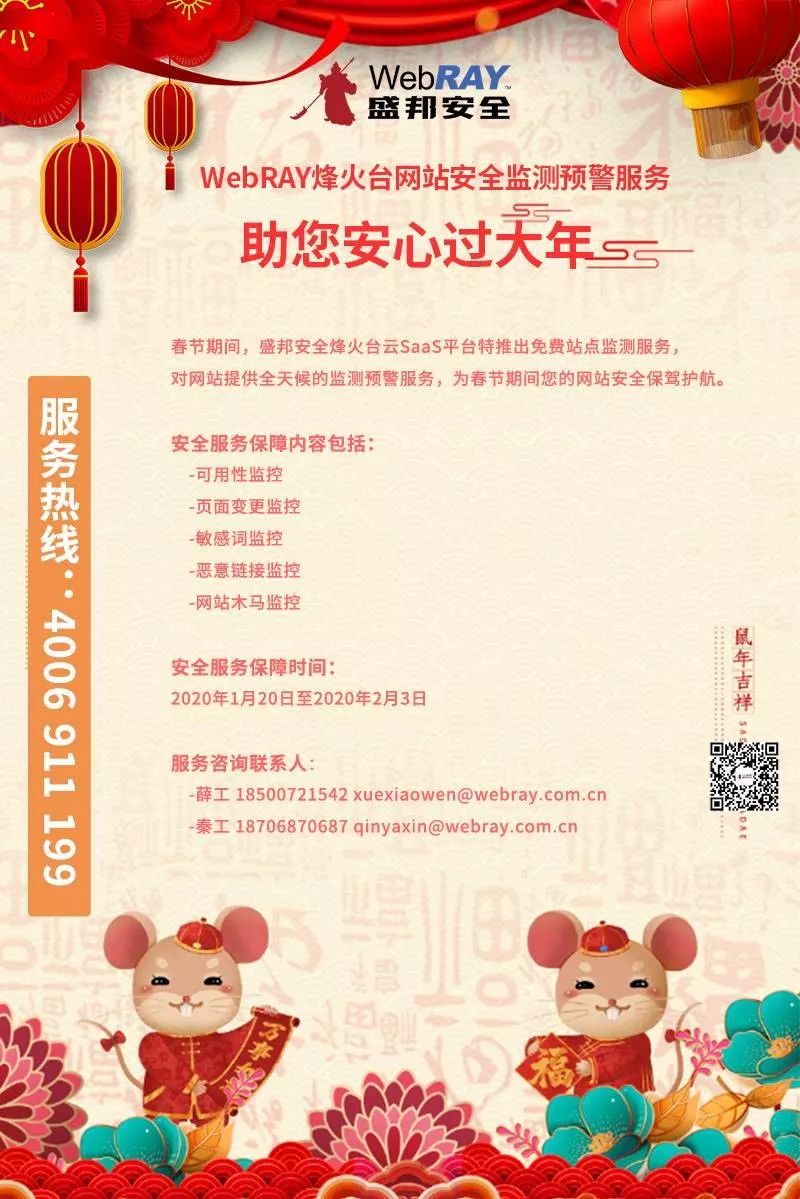 WebRAY
盛邦安全
WebRAY烽火台网站安全监测预警服务
助您安心过大年
春节期间，盛邦安全烽火台云SaaS平台特推出免费站点监测服务，
对网站提供全天候的监测预警服务，为春节期间您的网站安全保驾护航。
安全服务保障内容包括：
-可用性监控
-页面变更监控
-敏感词监控
-恶意链接监控
-网站木马监控
安全服务保障时间：
2020年1月20日至2020年2月3日
服务咨询联系人：
-薛工 18500721542 xuexiaowen@webray.com.cn
-秦工 18706870687 qinyaxin@webray.com.cn
服务热线：4006 911 199
鼠年吉祥
福